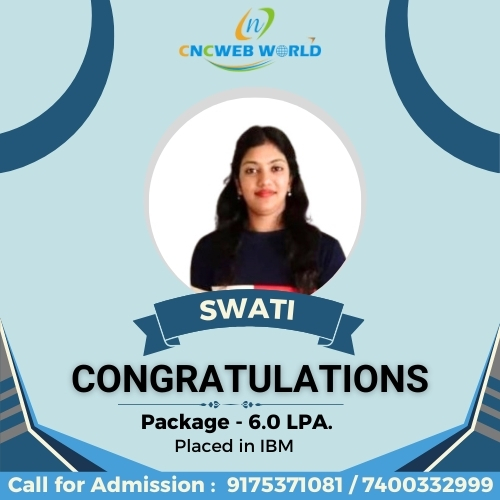 n
CNCWEB WORLD
SWATI
CONGRATULATIONS
Package - 6.0 LPA.
Placed in IBM
Call for Admission : 9175371081 / 7400332999